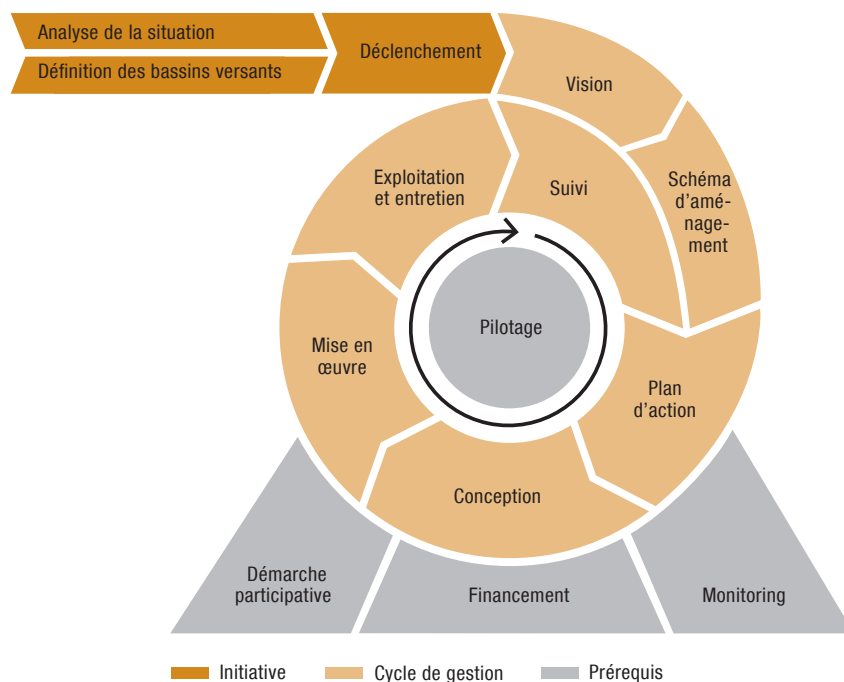 Analyse de la situation
Définition des bassins versants
Déclenchement
Vision
Schéma
d'amé-
nage-
ment
Suivi
Exploitation
et entretien
Pilotage
Mise en
œuvre
Plan
d'action
Conception
Démarche
participative
Financement
Monitoring
Initiative
Cycle de gestion
Prérequis